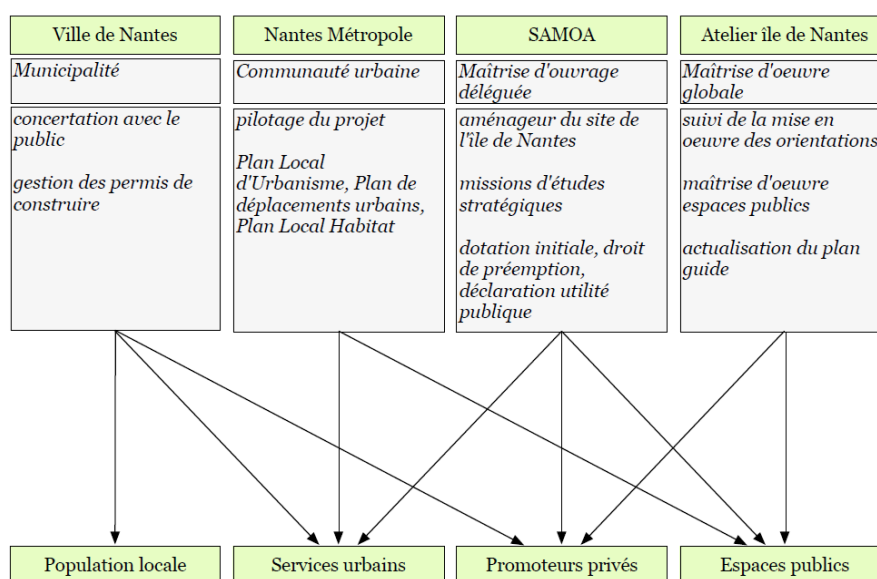 Ville de Nantes
Municipalité
concertation avec le
public
gestion des permis de
construire
Nantes Métropole
Communauté urbaine
pilotage du projet
Plan Local
d'Urbanisme, Plan de
déplacements urbains,
Plan Local Habitat
SAMOA
Maîtrise d'ouvrage
déléguée
aménageur du site de
l'île de Nantes
missions d'études
stratégiques
dotation initiale, droit
de préemption,
déclaration utilité
publique
Atelier île de Nantes
Maîtrise d'oeuvre
globale
suivi de la mise en
oeuvre des orientations
maîtrise d'oeuvre
espaces publics
actualisation du plan
guide
Population locale
Services urbains
Promoteurs privés
Espaces publics